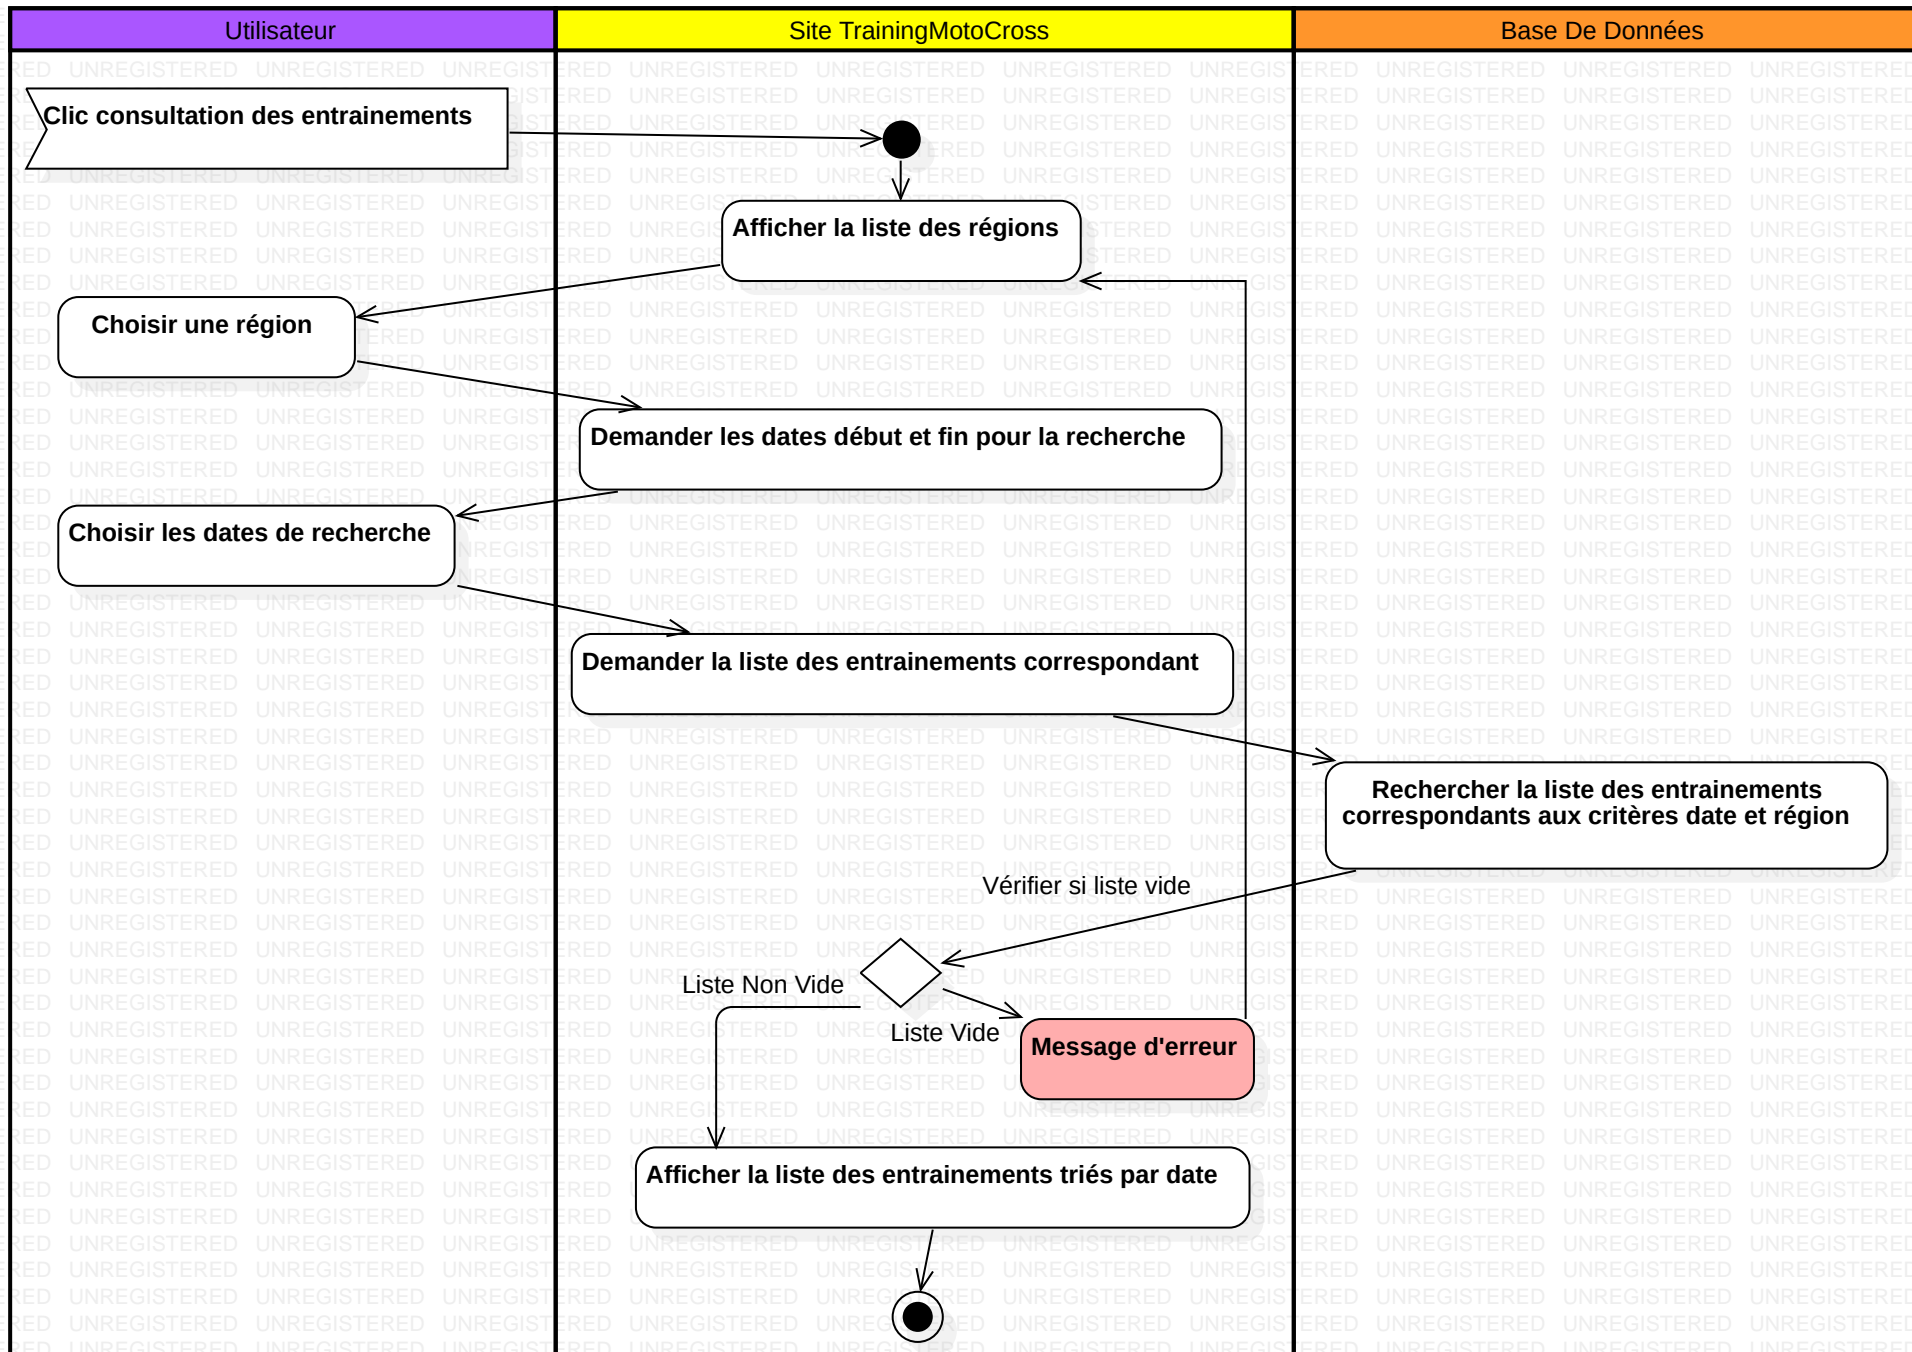 Utilisateur
Site TrainingMotoCross
Base De Données
Clic consultation des entrainements
Afficher la liste des régions
Choisir une région
Demander les dates début et fin pour la recherche
Choisir les dates de recherche
Demander la liste des entrainements correspondant
Rechercher la liste des entrainements
correspondants aux critères date et région
Vérifier si liste vide
Liste Non Vide
Liste Vide
Message d'erreur
Afficher la liste des entrainements triés par date
UNREGISTERED